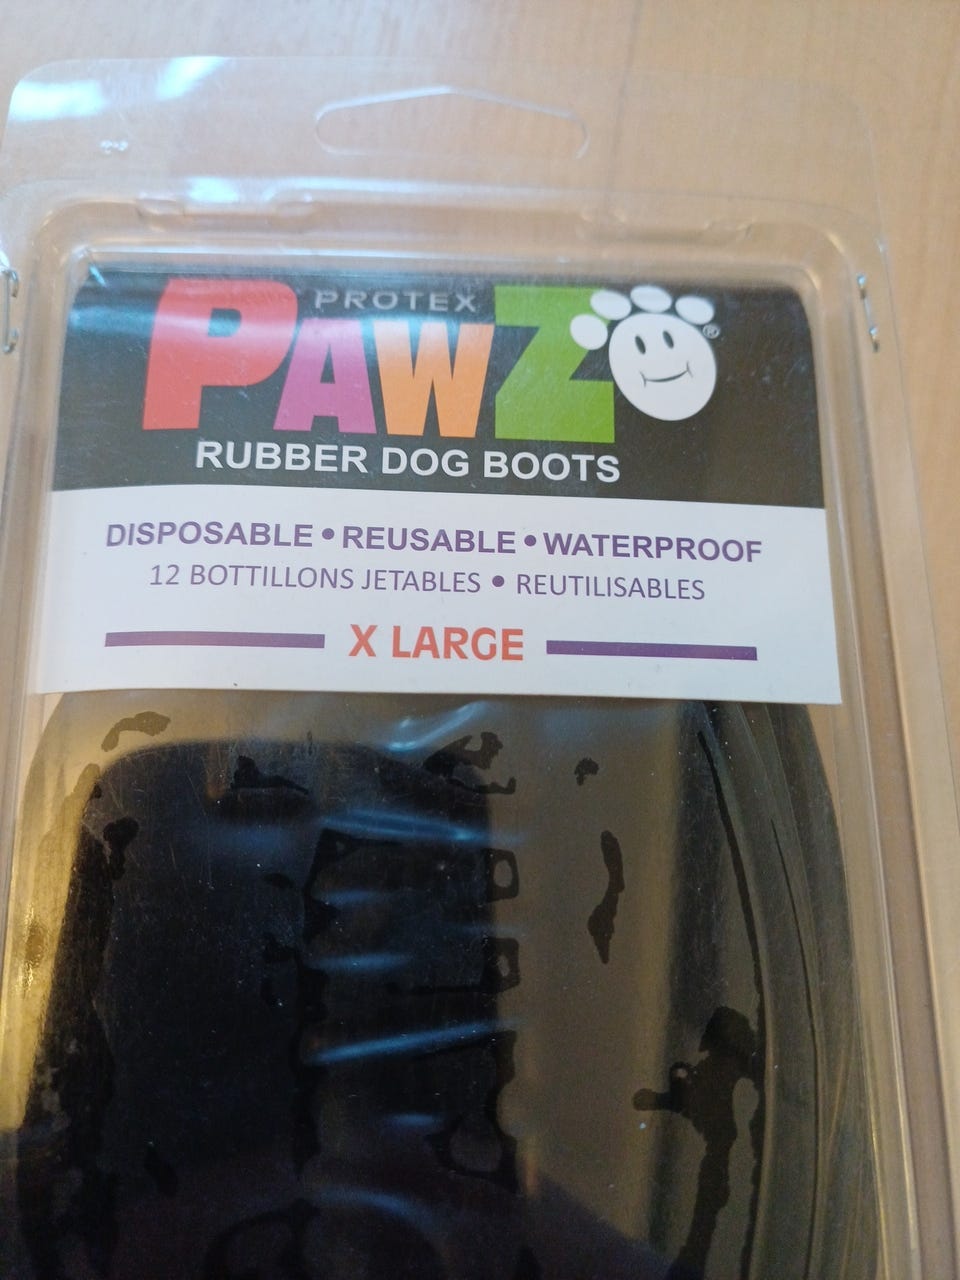 PROTEX
PAWZ®
RUBBER DOG BOOTS
DISPOSABLE • REUSABLE • WATERPROOF
12 BOTTILLONS JETABLES • REUTILISABLES
X LARGE